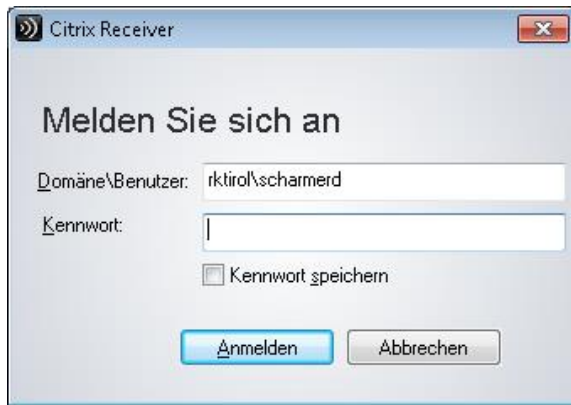 Citrix Receiver
Melden Sie sich an
Domäne\Benutzer: rktirol\scharmerd
Kennwort:
Kennwort speichern
Anmelden Abbrechen